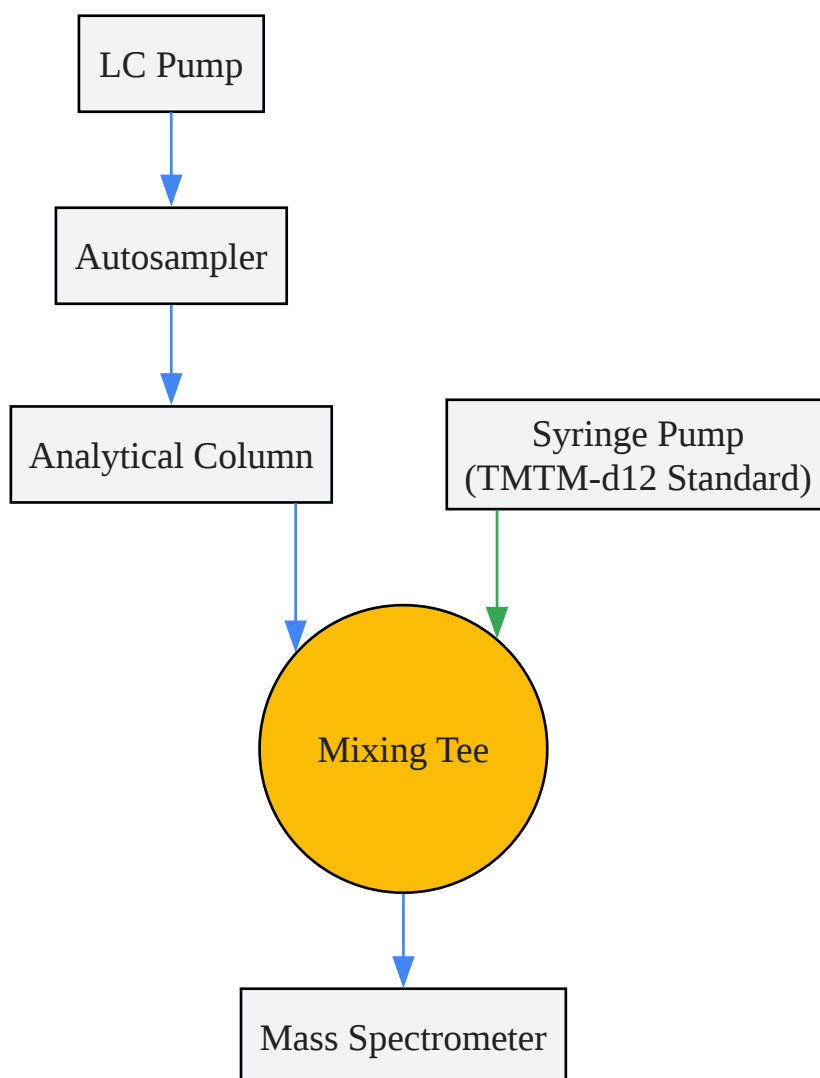 LC Pump
Autosampler
Analytical Column
Syringe Pump
(TMTM-d12 Standard)
Mixing Tee
Mass Spectrometer